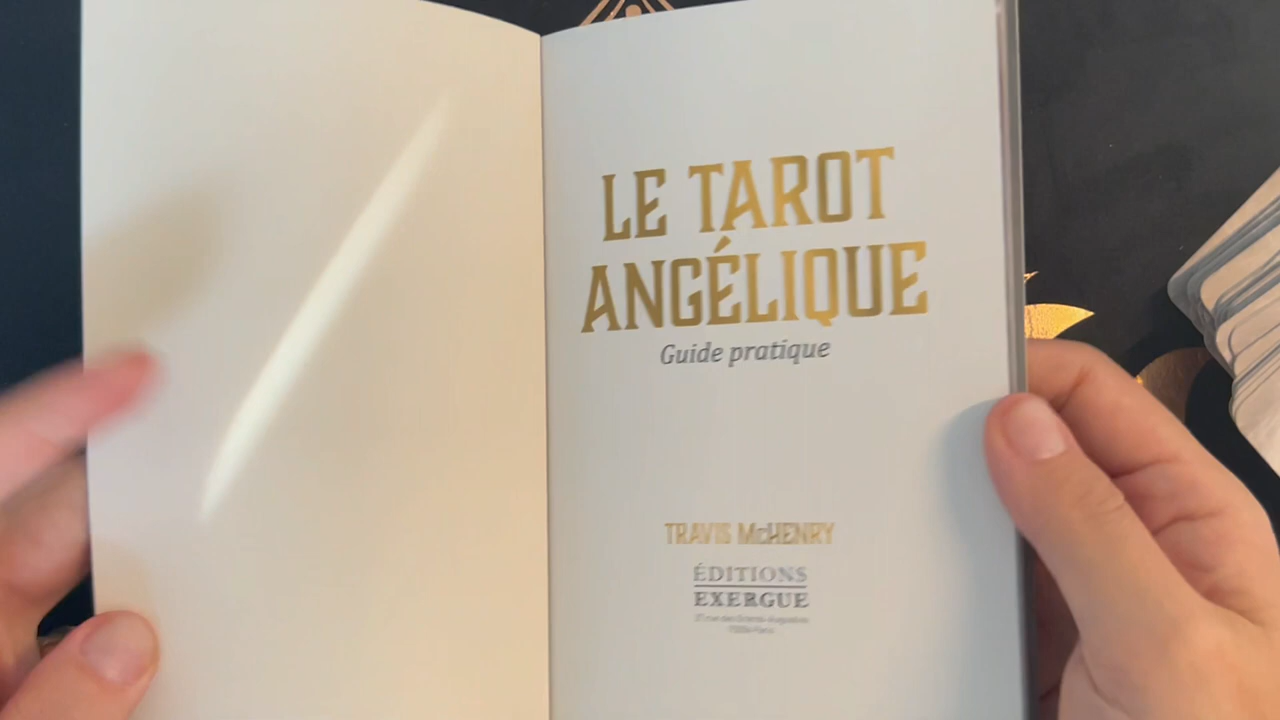 LE TAROT
ANGÉLIQUE
Guide pratique
TRAVIS McHENRY
ÉDITIONS
EXERGUE